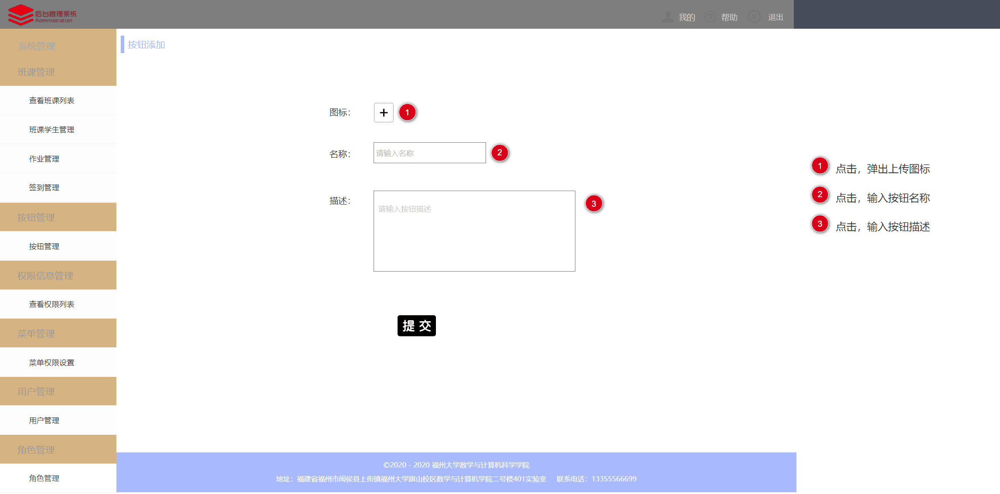 后台管理系统
Administration
我的
?
帮助
退出
系统管理
班课管理
查看班课列表
班课学生管理
作业管理
签到管理
按钮管理
按钮管理
权限信息管理
查看权限列表
菜单管理
菜单权限设置
用户管理
用户管理
角色管理
角色管理
按钮添加
图标：
+
1
名称：
请输入名称
2
描述：
请输入按钮描述
3
提 交
1 点击，弹出上传图标
2 点击，输入按钮名称
3 点击，输入按钮描述
©2020 - 2020 福州大学数学与计算机科学学院
地址：福建省福州市闽侯县上街镇福州大学旗山校区数学与计算机学院二号楼401实验室 联系电话：13355566699